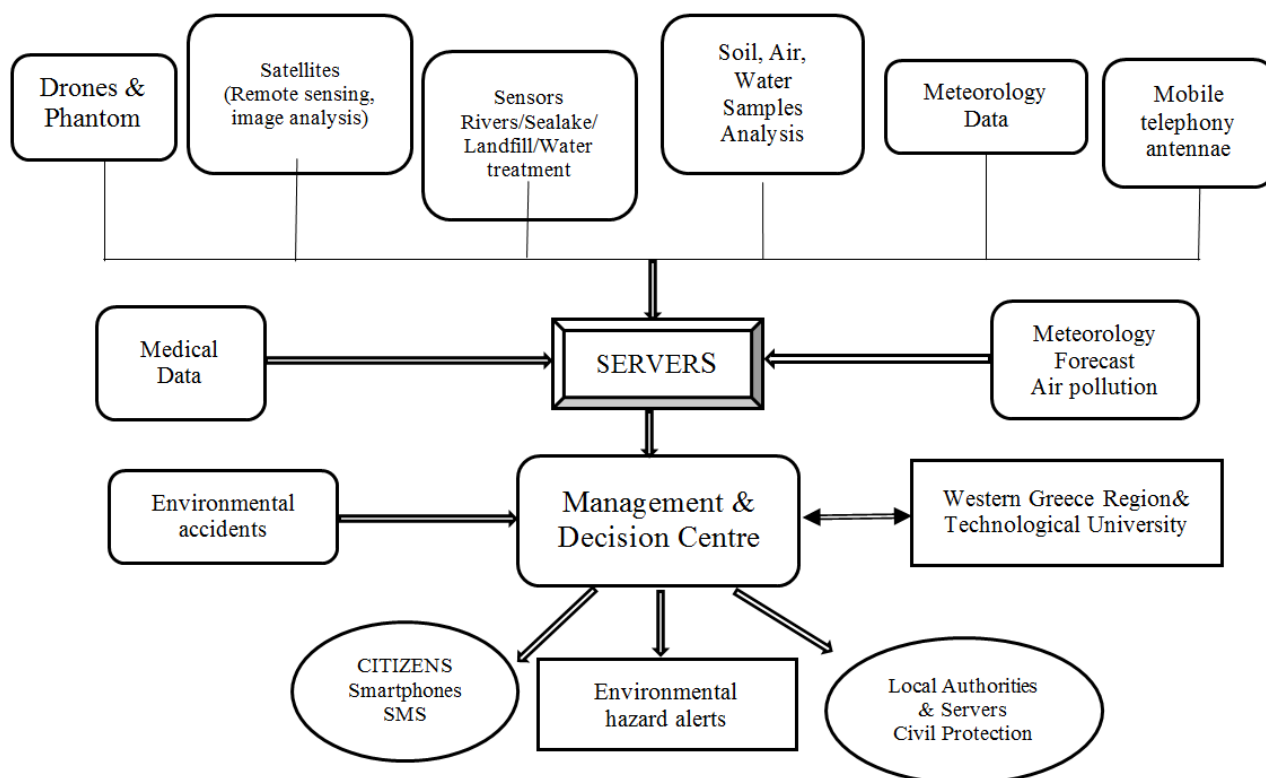 Drones &
Phantom
Satellites
(Remote sensing,
image analysis)
Sensors
Rivers/Sealake/
Landfill/Water
treatment
Soil, Air,
Water
Samples
Analysis
Meteorology
Data
Mobile
telephony
antennae
Medical
Data
SERVERS
Meteorology
Forecast
Air pollution
Environmental
accidents
Management &
Decision Centre
Western Greece Region&
Technological University
CITIZENS
Smartphones
SMS
Environmental
hazard alerts
Local Authorities
& Servers
Civil Protection